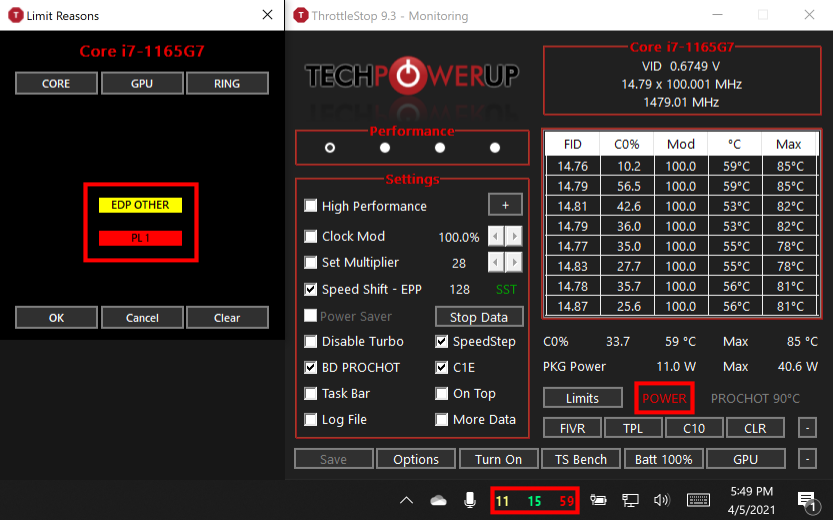 Limit Reasons
Core i7-1165G7
CORE GPU RING
EDP OTHER
PL 1
OK Cancel Clear
ThrottleStop 9.3 - Monitoring
TECHPOWERUP
Performance
Settings
High Performance +
Clock Mod 100.0%
Set Multiplier 28
Speed Shift - EPP 128 SST
Power Saver Stop Data
Disable Turbo SpeedStep
BD PROCHOT C1E
Task Bar On Top
Log File More Data
Core i7-1165G7
VID 0.6749 V
14.79 x 100.001 MHz
1479.01 MHz
FID C0% Mod °C Max
14.76 10.2 100.0 59°C 85°C
14.79 56.5 100.0 59°C 85°C
14.81 42.6 100.0 53°C 82°C
14.79 36.0 100.0 53°C 82°C
14.77 35.0 100.0 55°C 78°C
14.83 27.7 100.0 55°C 78°C
14.78 35.7 100.0 56°C 81°C
14.87 25.6 100.0 56°C 81°C
C0% 33.7 59 °C Max 85 °C
PKG Power 11.0 W Max 40.6 W
Limits POWER PROCHOT 90°C
FIVR TPL C10 CLR -
Save Options Turn On TS Bench Batt 100% GPU -
11 15 59
5:49 PM
4/5/2021
1